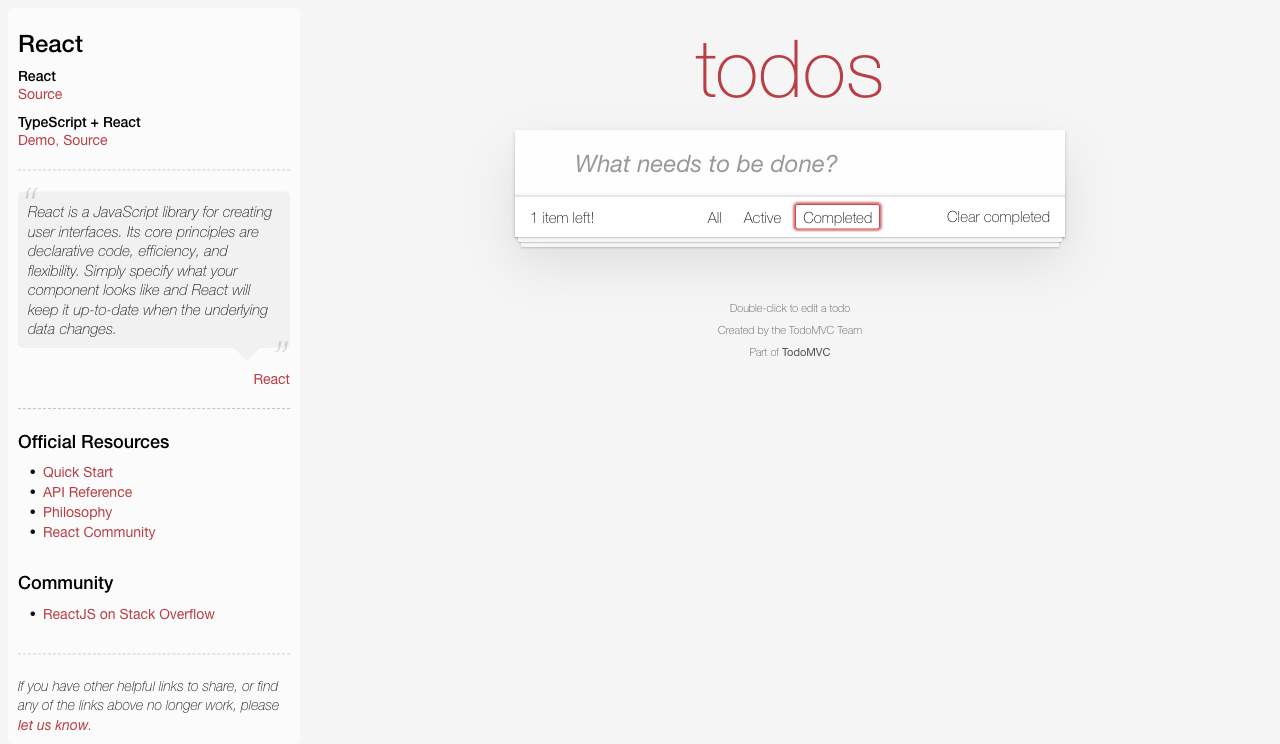 React
React
Source
TypeScript + React
Demo, Source
“
React is a JavaScript library for creating
user interfaces. Its core principles are
declarative code, efficiency, and
flexibility. Simply specify what your
component looks like and React will
keep it up-to-date when the underlying
data changes.
”
React
Official Resources
• Quick Start
• API Reference
• Philosophy
• React Community
Community
• ReactJS on Stack Overflow
If you have other helpful links to share, or find
any of the links above no longer work, please
let us know.
todos
What needs to be done?
1 item left! All Active Completed Clear completed
Double-click to edit a todo
Created by the TodoMVC Team
Part of TodoMVC